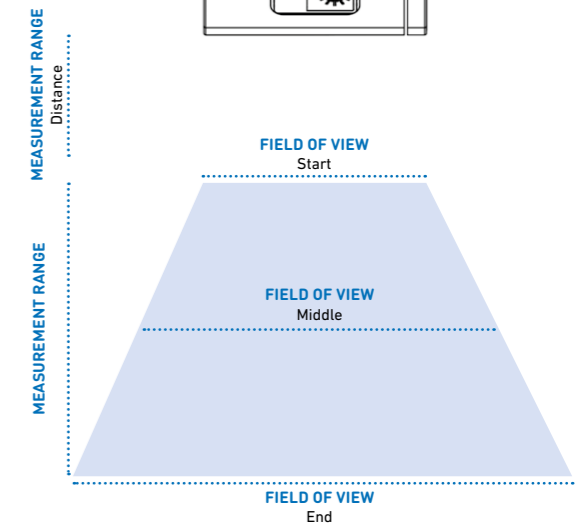 MEASUREMENT RANGE
Distance
FIELD OF VIEW
Start
MEASUREMENT RANGE
FIELD OF VIEW
Middle
FIELD OF VIEW
End